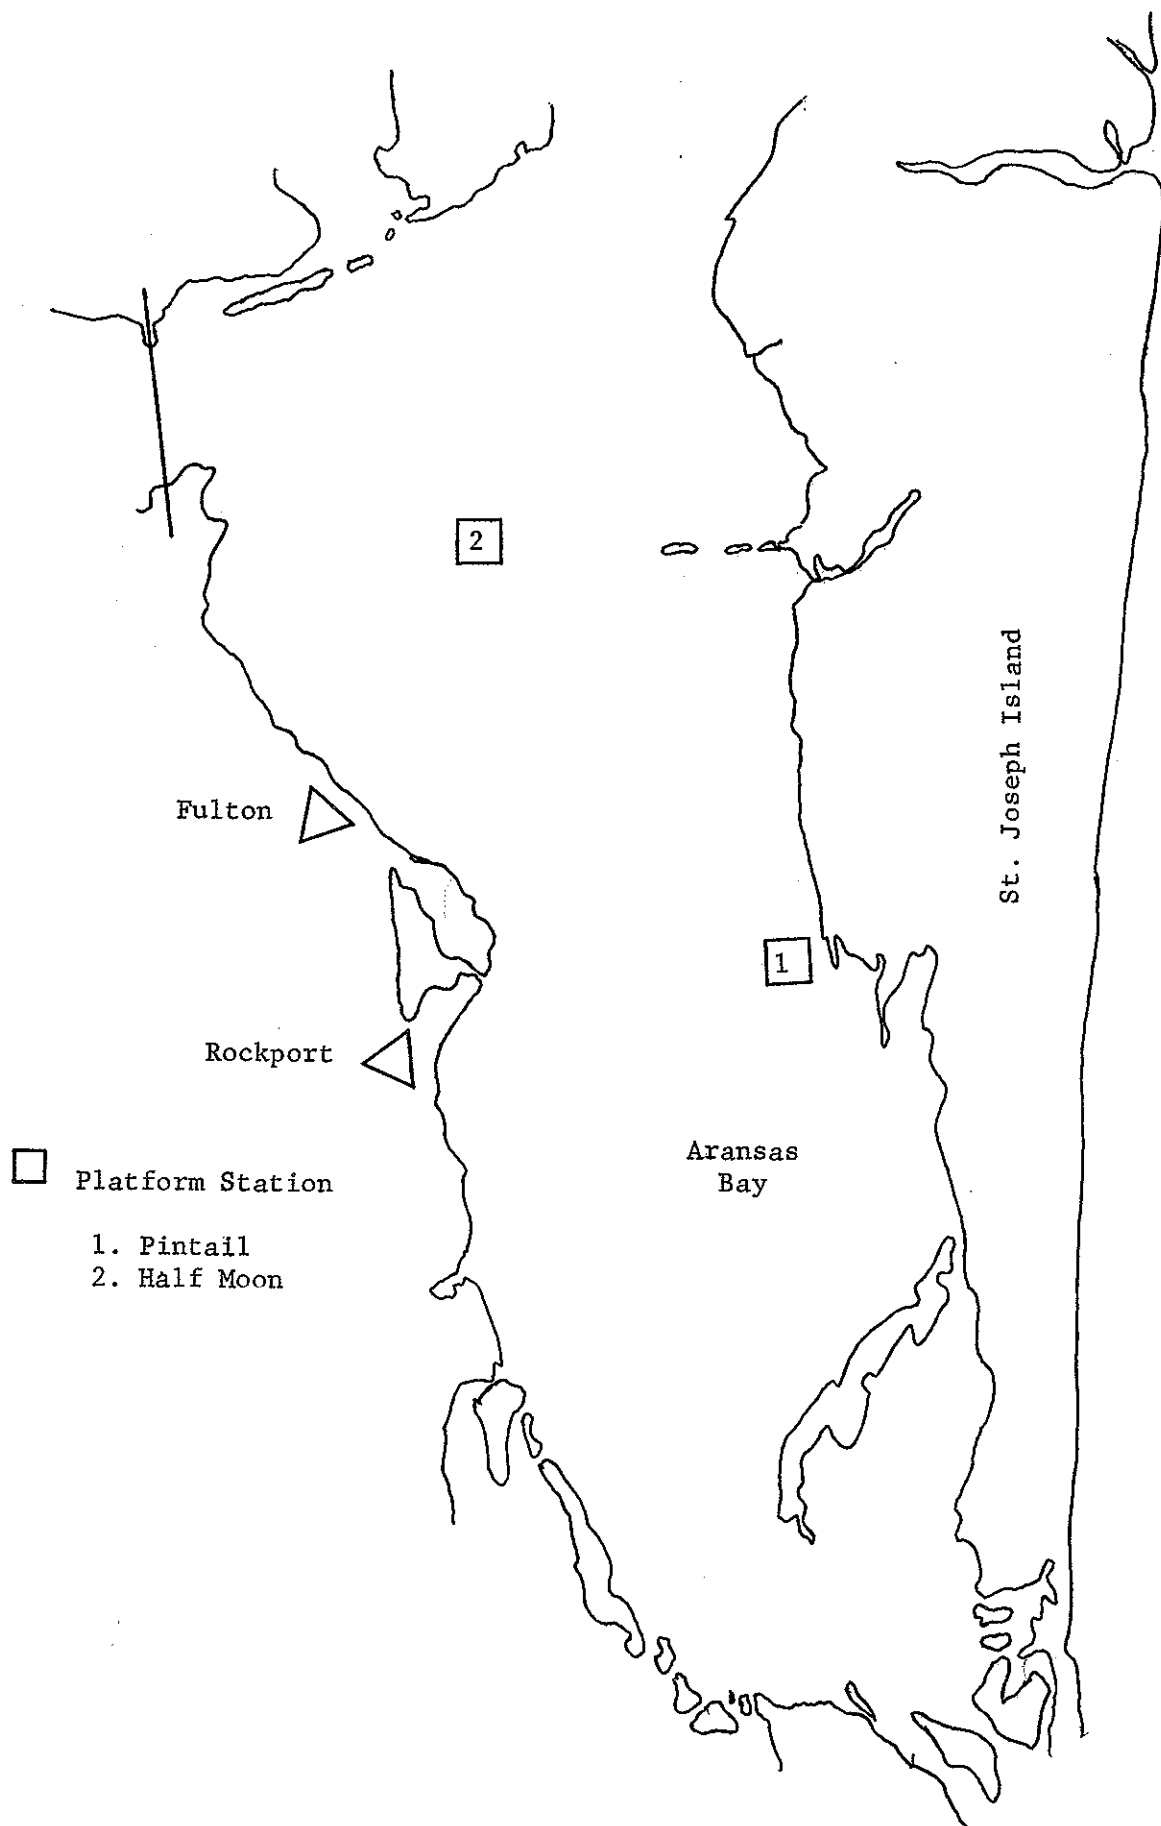 2
St. Joseph Island
Fulton
1
Rockport
Aransas
Bay
Platform Station
1. Pintail
2. Half Moon